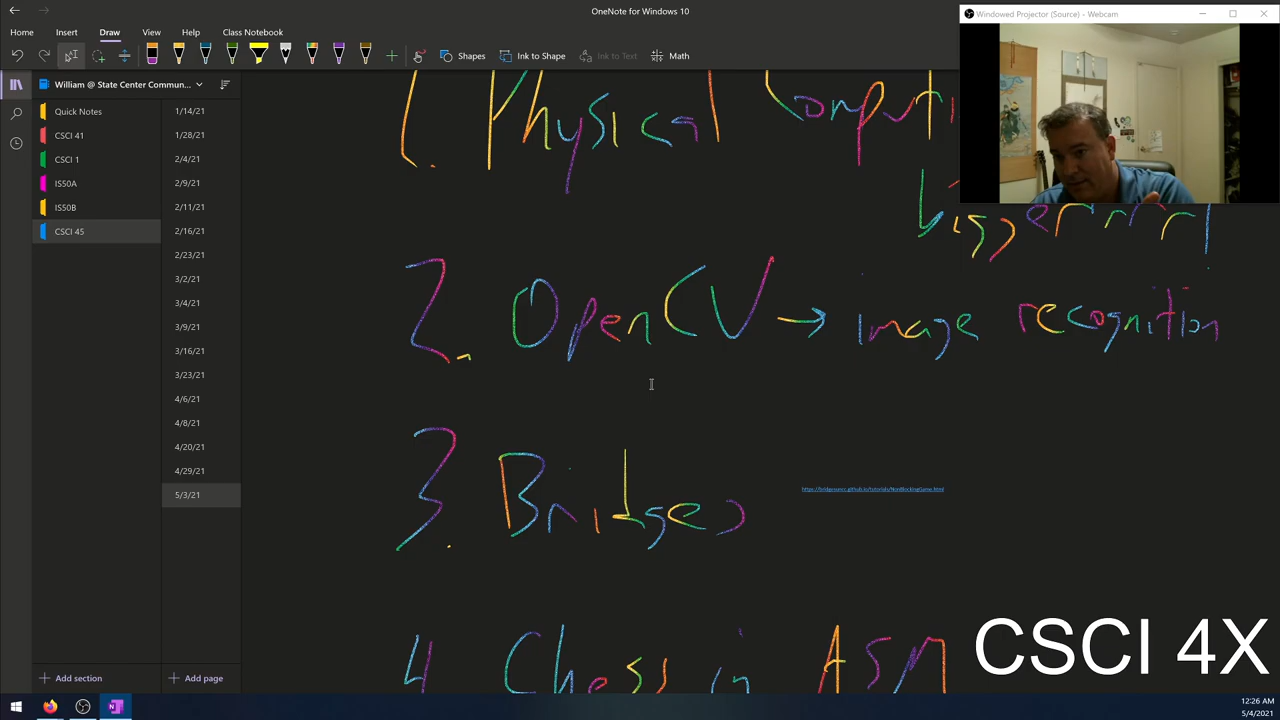 OneNote for Windows 10
Windowed Projector (Source) - Webcam
Home Insert Draw View Help Class Notebook
Shapes Ink to Shape Ink to Text Math
William @ State Center Commun...
Quick Notes
CSCI 41
CSCI 1
IS50A
IS50B
CSCI 45
1/14/21
1/28/21
2/4/21
2/9/21
2/11/21
2/16/21
2/23/21
3/2/21
3/4/21
3/9/21
3/16/21
3/23/21
4/6/21
4/8/21
4/20/21
4/29/21
Add section
Add page
1. Physical Computi
2. OpenCV → image recognition
3. Bridges
4 Chess in ASM
CSCI 4X
12:26 AM
5/4/2021